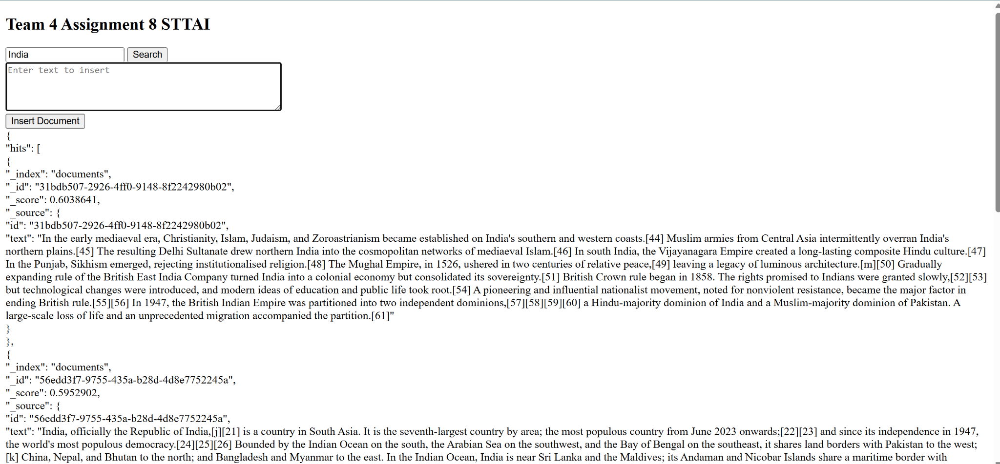 Team 4 Assignment 8 STTAI
India Search
Enter text to insert
Insert Document
{
"hits": [
{
"_index": "documents",
"_id": "31bdb507-2926-4ff0-9148-8f2242980b02",
"_score": 0.6038641,
"_source": {
"id": "31bdb507-2926-4ff0-9148-8f2242980b02",
"text": "In the early mediaeval era, Christianity, Islam, Judaism, and Zoroastrianism became established on India's southern and western coasts.[44] Muslim armies from Central Asia intermittently overran India's
northern plains.[45] The resulting Delhi Sultanate drew northern India into the cosmopolitan networks of mediaeval Islam.[46] In south India, the Vijayanagara Empire created a long-lasting composite Hindu culture.[47]
In the Punjab, Sikhism emerged, rejecting institutionalised religion.[48] The Mughal Empire, in 1526, ushered in two centuries of relative peace,[49] leaving a legacy of luminous architecture.[m][50] Gradually
expanding rule of the British East India Company turned India into a colonial economy but consolidated its sovereignty.[51] British Crown rule began in 1858. The rights promised to Indians were granted slowly,[52][53]
but technological changes were introduced, and modern ideas of education and public life took root.[54] A pioneering and influential nationalist movement, noted for nonviolent resistance, became the major factor in
ending British rule.[55][56] In 1947, the British Indian Empire was partitioned into two independent dominions,[57][58][59][60] a Hindu-majority dominion of India and a Muslim-majority dominion of Pakistan. A
large-scale loss of life and an unprecedented migration accompanied the partition.[61]"
}
},
{
"_index": "documents",
"_id": "56edd3f7-9755-435a-b28d-4d8e7752245a",
"_score": 0.5952902,
"_source": {
"id": "56edd3f7-9755-435a-b28d-4d8e7752245a",
"text": "India, officially the Republic of India,[j][21] is a country in South Asia. It is the seventh-largest country by area; the most populous country from June 2023 onwards;[22][23] and since its independence in 1947,
the world's most populous democracy.[24][25][26] Bounded by the Indian Ocean on the south, the Arabian Sea on the southwest, and the Bay of Bengal on the southeast, it shares land borders with Pakistan to the west;
[k] China, Nepal, and Bhutan to the north; and Bangladesh and Myanmar to the east. In the Indian Ocean, India is near Sri Lanka and the Maldives; its Andaman and Nicobar Islands share a maritime border with